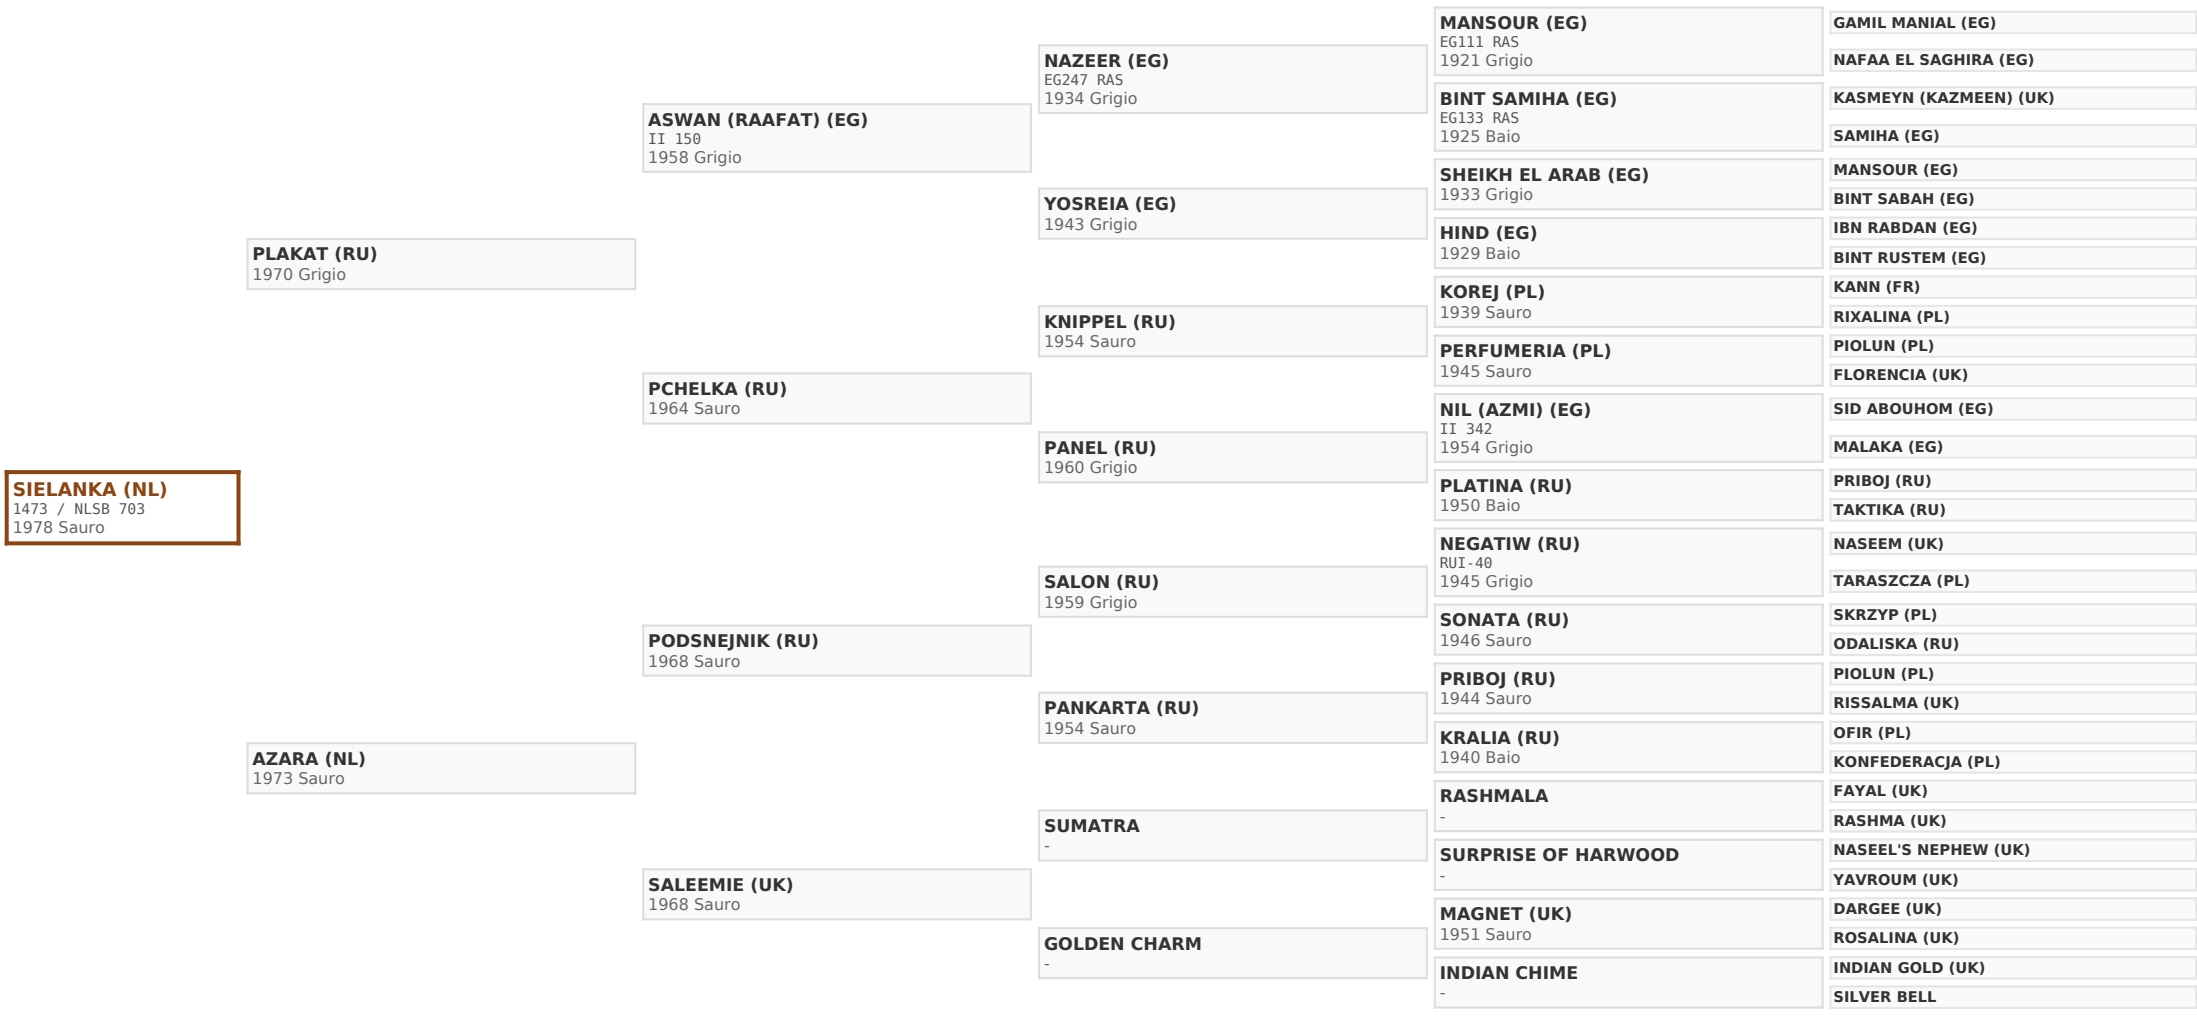 SIELANKA (NL)
1473 / NLSB 703
1978 Sauro
PLAKAT (RU)
1970 Grigio
AZARA (NL)
1973 Sauro
ASWAN (RAAFAT) (EG)
II 150
1958 Grigio
PCHELKA (RU)
1964 Sauro
PODSNEJNIK (RU)
1968 Sauro
SALEEMIE (UK)
1968 Sauro
NAZEER (EG)
EG247 RAS
1934 Grigio
YOSREIA (EG)
1943 Grigio
KNIPPEL (RU)
1954 Sauro
PANEL (RU)
1960 Grigio
SALON (RU)
1959 Grigio
PANKARTA (RU)
1954 Sauro
SUMATRA
-
GOLDEN CHARM
-
MANSOUR (EG)
EG111 RAS
1921 Grigio
BINT SAMIHA (EG)
EG133 RAS
1925 Baio
SHEIKH EL ARAB (EG)
1933 Grigio
HIND (EG)
1929 Baio
KOREJ (PL)
1939 Sauro
PERFUMERIA (PL)
1945 Sauro
NIL (AZMI) (EG)
II 342
1954 Grigio
PLATINA (RU)
1950 Baio
NEGATIW (RU)
RUI-40
1945 Grigio
SONATA (RU)
1946 Sauro
PRIBOJ (RU)
1944 Sauro
KRALIA (RU)
1940 Baio
RASHMALA
-
SURPRISE OF HARWOOD
-
MAGNET (UK)
1951 Sauro
INDIAN CHIME
-
GAMIL MANIAL (EG)
NAFAA EL SAGHIRA (EG)
KASMEYN (KAZMEEN) (UK)
SAMIHA (EG)
MANSOUR (EG)
BINT SABAH (EG)
IBN RABDAN (EG)
BINT RUSTEM (EG)
KANN (FR)
RIXALINA (PL)
PIOLUN (PL)
FLORENCIA (UK)
SID ABOUHOM (EG)
MALAKA (EG)
PRIBOJ (RU)
TAKTIKA (RU)
NASEEM (UK)
TARASZCZA (PL)
SKRZYP (PL)
ODALISKA (RU)
PIOLUN (PL)
RISSALMA (UK)
OFIR (PL)
KONFEDERACJA (PL)
FAYAL (UK)
RASHMA (UK)
NASEEL'S NEPHEW (UK)
YAVROUM (UK)
DARGEE (UK)
ROSALINA (UK)
INDIAN GOLD (UK)
SILVER BELL